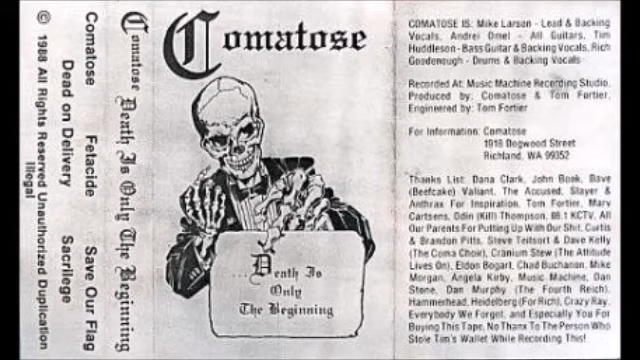 Comatose
Fetacide
Save Our Flag
Dead on Delivery
Sacrilege
© 1988 All Rights Reserved Unauthorized Duplication
Illegal
Comatose Death Is Only The Beginning
Comatose
...Death Is
Only
The Beginning
COMATOSE IS: Mike Larson - Lead & Backing
Vocals, Andrei Omel - All Guitars, Tim
Huddleson - Bass Guitar & Backing Vocals, Rich
Goodenough - Drums & Backing Vocals
Recorded At: Music Machine Recording Studio.
Produced by: Comatose & Tom Fortier,
Engineered by: Tom Fortier
For Information: Comatose
1918 Dogwood Street
Richland, WA 99352
Thanks List: Dana Clark, John Book, Dave
(Beefcake) Valiant, The Accused, Slayer &
Anthrax For Inspiration, Tom Fortier, Marv
Cartsens, Odin (Kill) Thompson, 88.1 KCTV, All
Our Parents For Putting Up With Our Shit, Curtis
& Brandon Pitts, Steve Teitsort & Dave Kelly
(The Coma Choir), Cranium Stew (The Attitude
Lives On), Eldon Bogart, Chad Buchanan, Mike
Morgan, Angela Kirby, Music Machine, Dan
Stone, Dan Murphy (The Fourth Reich),
Hammerhead, Heidelberg (For Rich), Crazy Ray,
Everybody We Forgot, and Especially You For
Buying This Tape, No Thanx To The Person Who
Stole Tim's Wallet While Recording This!